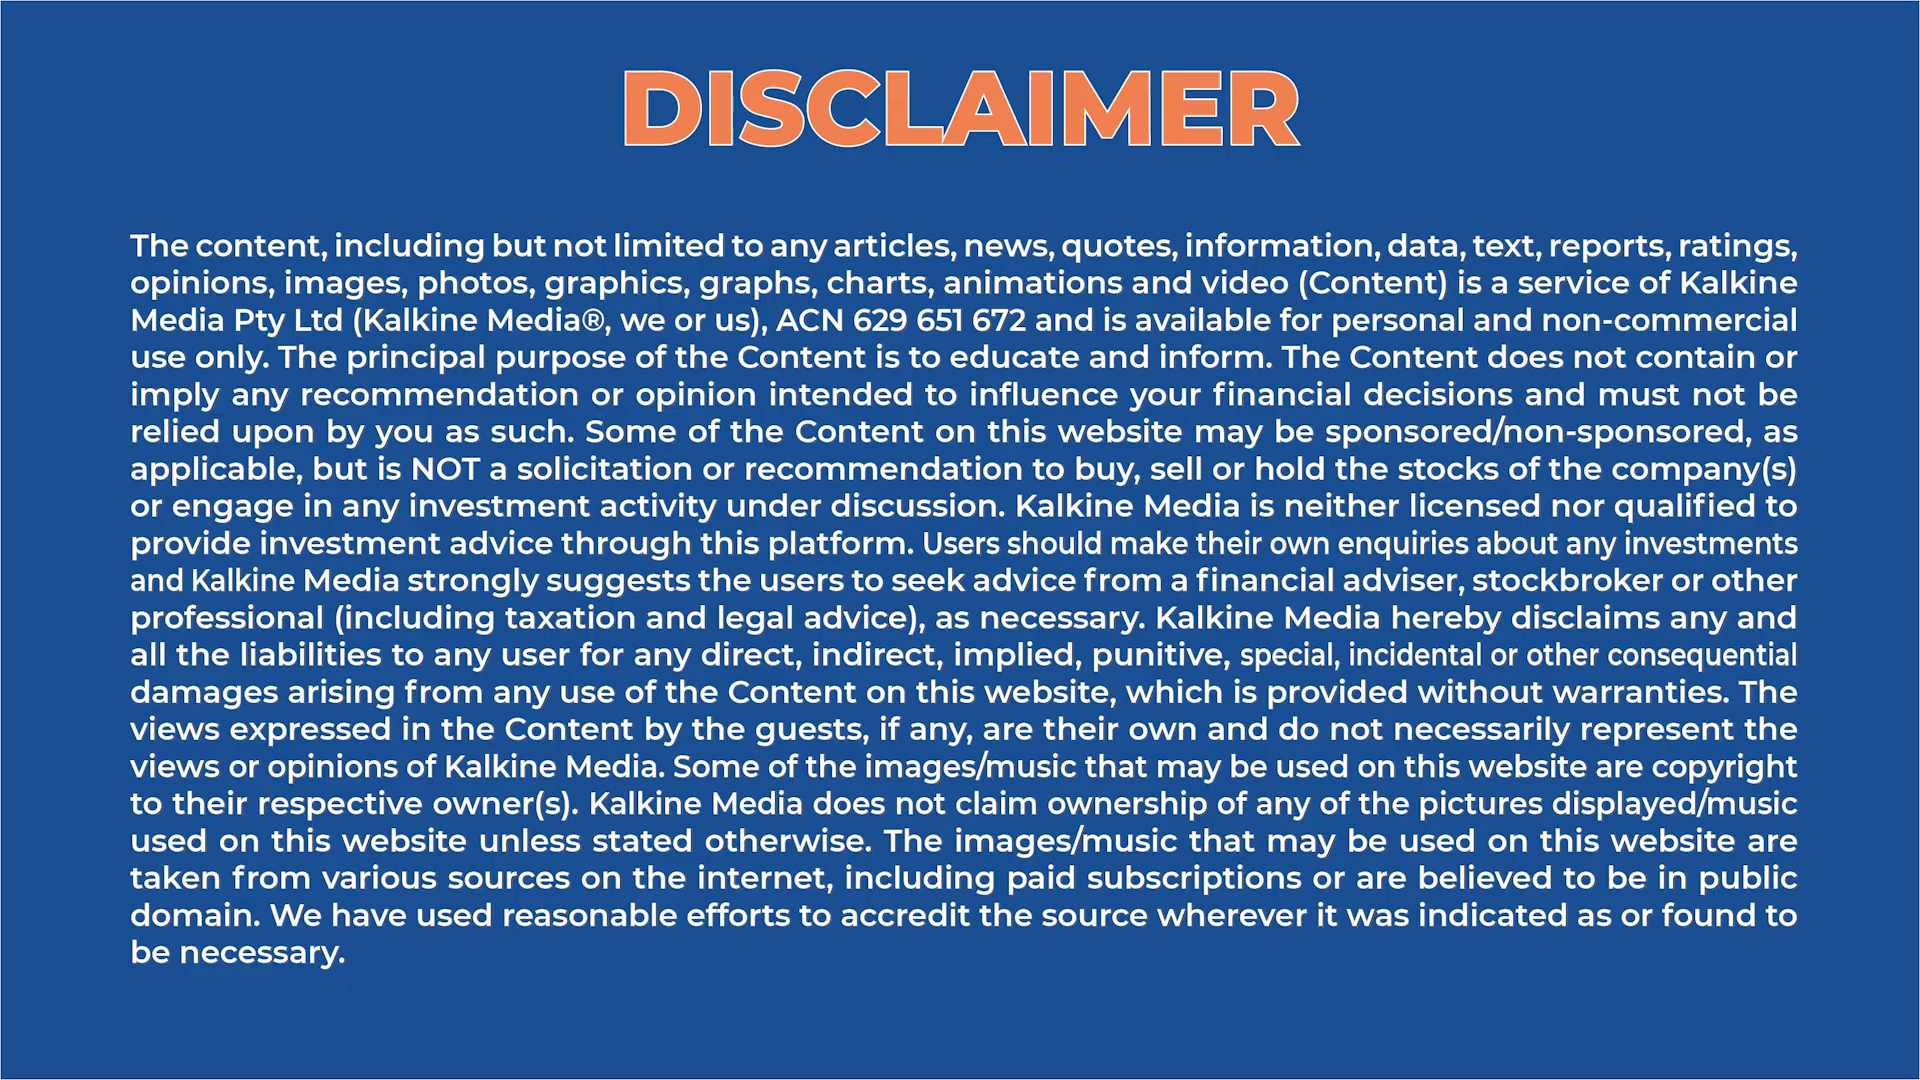 DISCLAIMER
The content, including but not limited to any articles, news, quotes, information, data, text, reports, ratings,
opinions, images, photos, graphics, graphs, charts, animations and video (Content) is a service of Kalkine
Media Pty Ltd (Kalkine Media®, we or us), ACN 629 651 672 and is available for personal and non-commercial
use only. The principal purpose of the Content is to educate and inform. The Content does not contain or
imply any recommendation or opinion intended to influence your financial decisions and must not be
relied upon by you as such. Some of the Content on this website may be sponsored/non-sponsored, as
applicable, but is NOT a solicitation or recommendation to buy, sell or hold the stocks of the company(s)
or engage in any investment activity under discussion. Kalkine Media is neither licensed nor qualified to
provide investment advice through this platform. Users should make their own enquiries about any investments
and Kalkine Media strongly suggests the users to seek advice from a financial adviser, stockbroker or other
professional (including taxation and legal advice), as necessary. Kalkine Media hereby disclaims any and
all the liabilities to any user for any direct, indirect, implied, punitive, special, incidental or other consequential
damages arising from any use of the Content on this website, which is provided without warranties. The
views expressed in the Content by the guests, if any, are their own and do not necessarily represent the
views or opinions of Kalkine Media. Some of the images/music that may be used on this website are copyright
to their respective owner(s). Kalkine Media does not claim ownership of any of the pictures displayed/music
used on this website unless stated otherwise. The images/music that may be used on this website are
taken from various sources on the internet, including paid subscriptions or are believed to be in public
domain. We have used reasonable efforts to accredit the source wherever it was indicated as or found to
be necessary.